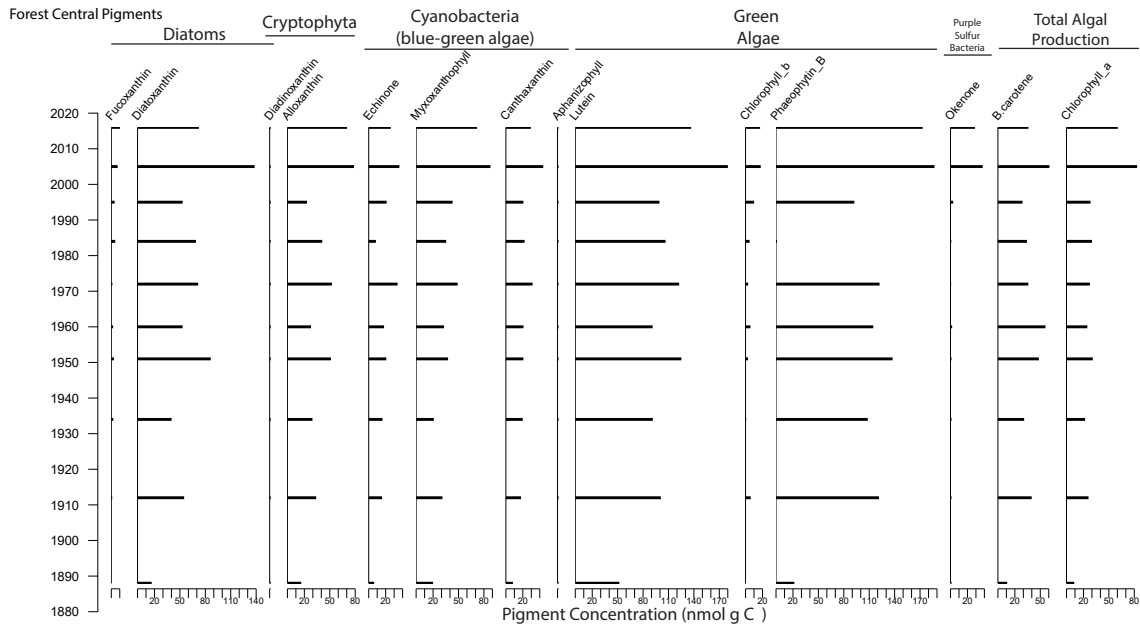 Forest Central Pigments
Diatoms
Cryptophyta
Cyanobacteria
(blue-green algae)
Green
Algae
Purple
Sulfur
Bacteria
Total Algal
Production
Fucoxanthin
Diatoxanthin
Diadinoxanthin
Alloxanthin
Echinone
Myxoxanthophyll
Canthaxanthin
Aphanizophyll
Lutein
Chlorophyll_b
Phaeophytin_B
Okenone
B.carotene
Chlorophyll_a
2020
2010
2000
1990
1980
1970
1960
1950
1940
1930
1920
1910
1900
1890
1880
20 50 80 110 140
20 50 80
20
20 50 80
20
20 50 80 110 140 170
20
20 50 80 110 140 170
20
20 50
20 40 60 80
Pigment Concentration (nmol g C )